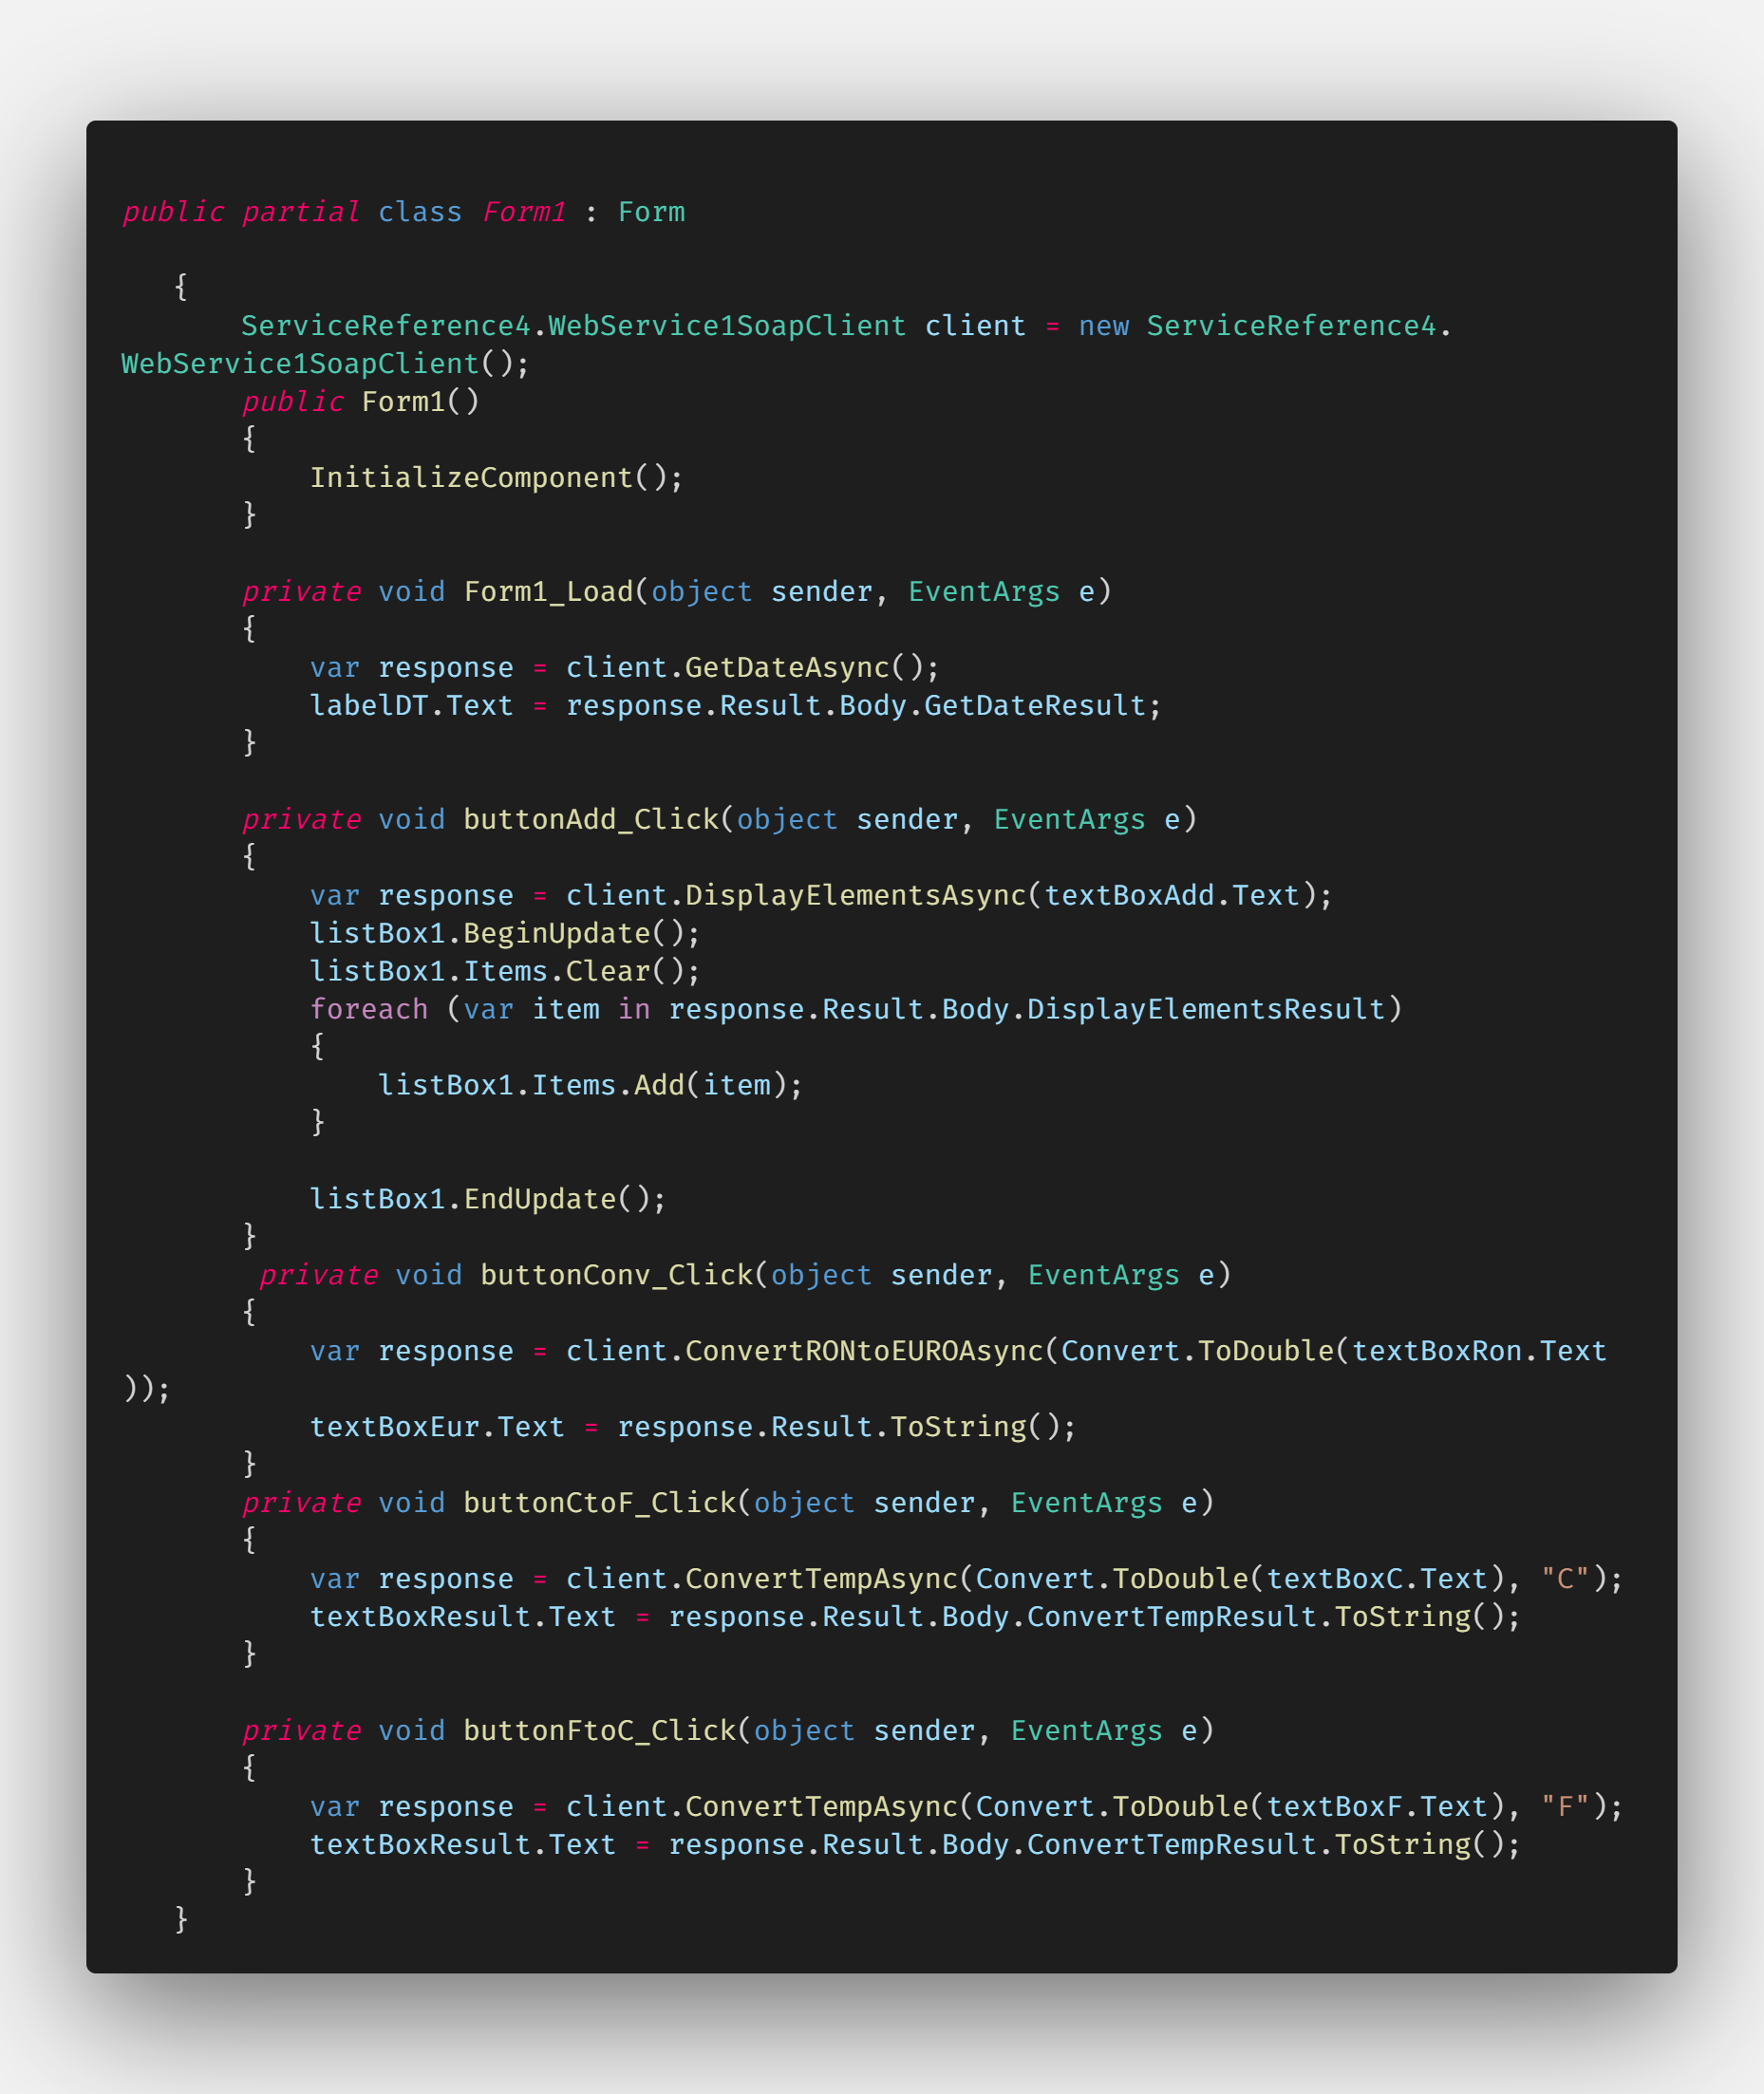 public partial class Form1 : Form
{
ServiceReference4.WebService1SoapClient client = new ServiceReference4.
WebService1SoapClient();
public Form1()
{
InitializeComponent();
}
private void Form1_Load(object sender, EventArgs e)
{
var response = client.GetDateAsync();
labelDT.Text = response.Result.Body.GetDateResult;
}
private void buttonAdd_Click(object sender, EventArgs e)
{
var response = client.DisplayElementsAsync(textBoxAdd.Text);
listBox1.BeginUpdate();
listBox1.Items.Clear();
foreach (var item in response.Result.Body.DisplayElementsResult)
{
listBox1.Items.Add(item);
}
listBox1.EndUpdate();
}
private void buttonConv_Click(object sender, EventArgs e)
{
var response = client.ConvertRONtoEUROAsync(Convert.ToDouble(textBoxRon.Text
));
textBoxEur.Text = response.Result.ToString();
}
private void buttonCtoF_Click(object sender, EventArgs e)
{
var response = client.ConvertTempAsync(Convert.ToDouble(textBoxC.Text), "C");
textBoxResult.Text = response.Result.Body.ConvertTempResult.ToString();
}
private void buttonFtoC_Click(object sender, EventArgs e)
{
var response = client.ConvertTempAsync(Convert.ToDouble(textBoxF.Text), "F");
textBoxResult.Text = response.Result.Body.ConvertTempResult.ToString();
}
}